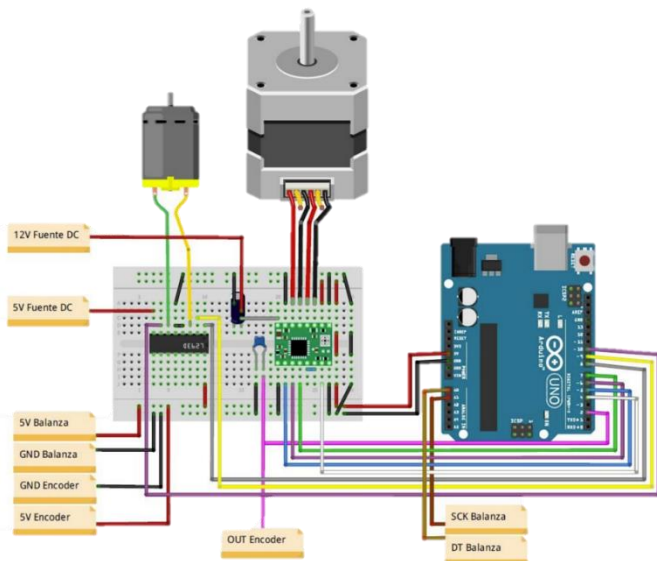 12V Fuente DC
5V Fuente DC
5V Balanza
GND Balanza
GND Encoder
5V Encoder
OUT Encoder
SCK Balanza
DT Balanza
Arduino
UNO